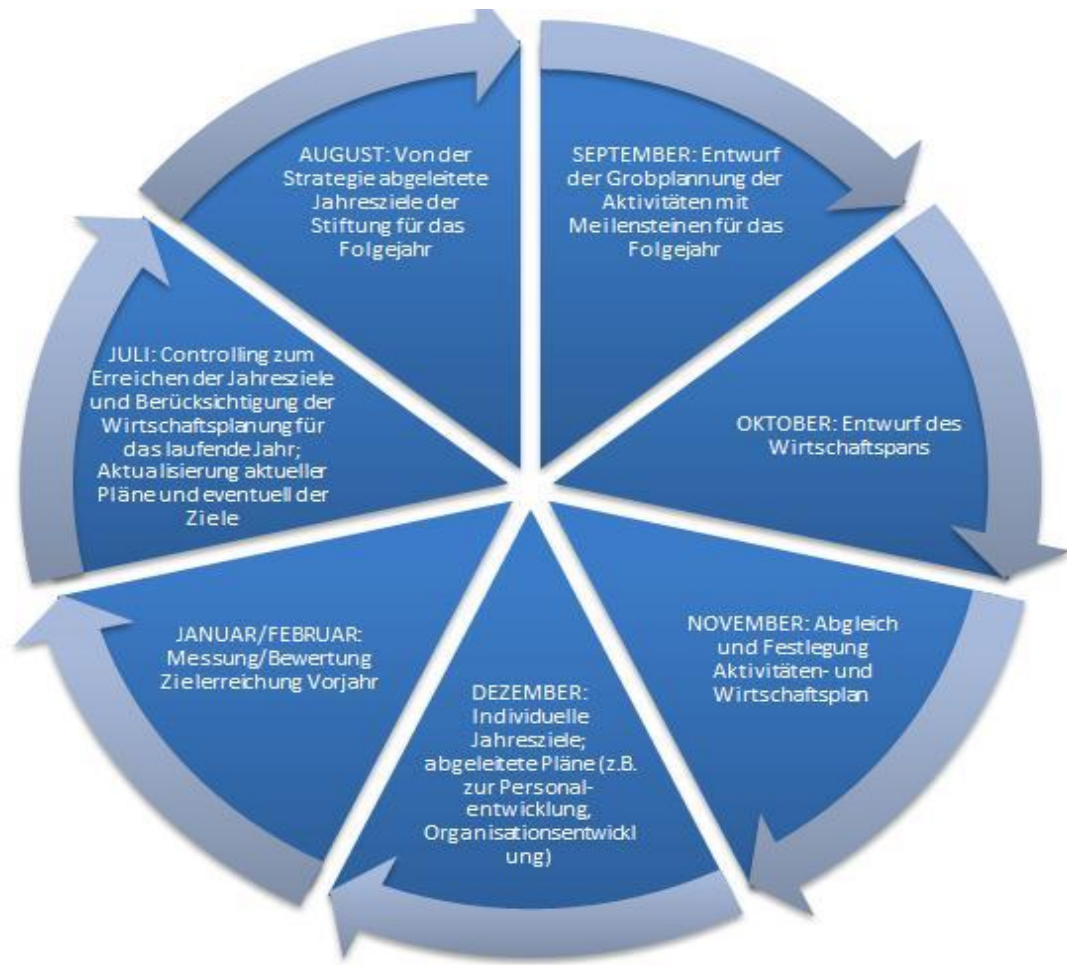 AUGUST: Von der
Strategie abgeleitete
Jahresziele der
Stiftung für das
Folgejahr
SEPTEMBER: Entwurf
der Grobplannung der
Aktivitäten mit
Meilensteinen für das
Folgejahr
OKTOBER: Entwurf des
Wirtschaftspans
NOVEMBER: Abgleich
und Festlegung
Aktivitäten- und
Wirtschaftsplan
DEZEMBER:
Individuelle
Jahresziele;
abgeleitete Pläne (z.B.
zur Personal-
entwicklung,
Organisationsentwickl
ung)
JANUAR/FEBRUAR:
Messung/Bewertung
Zielerreichung Vorjahr
JULI: Controlling zum
Erreichen der Jahresziele
und Berücksichtigung der
Wirtschaftsplanung für
das laufende Jahr;
Aktualisierung aktueller
Pläne und eventuell der
Ziele